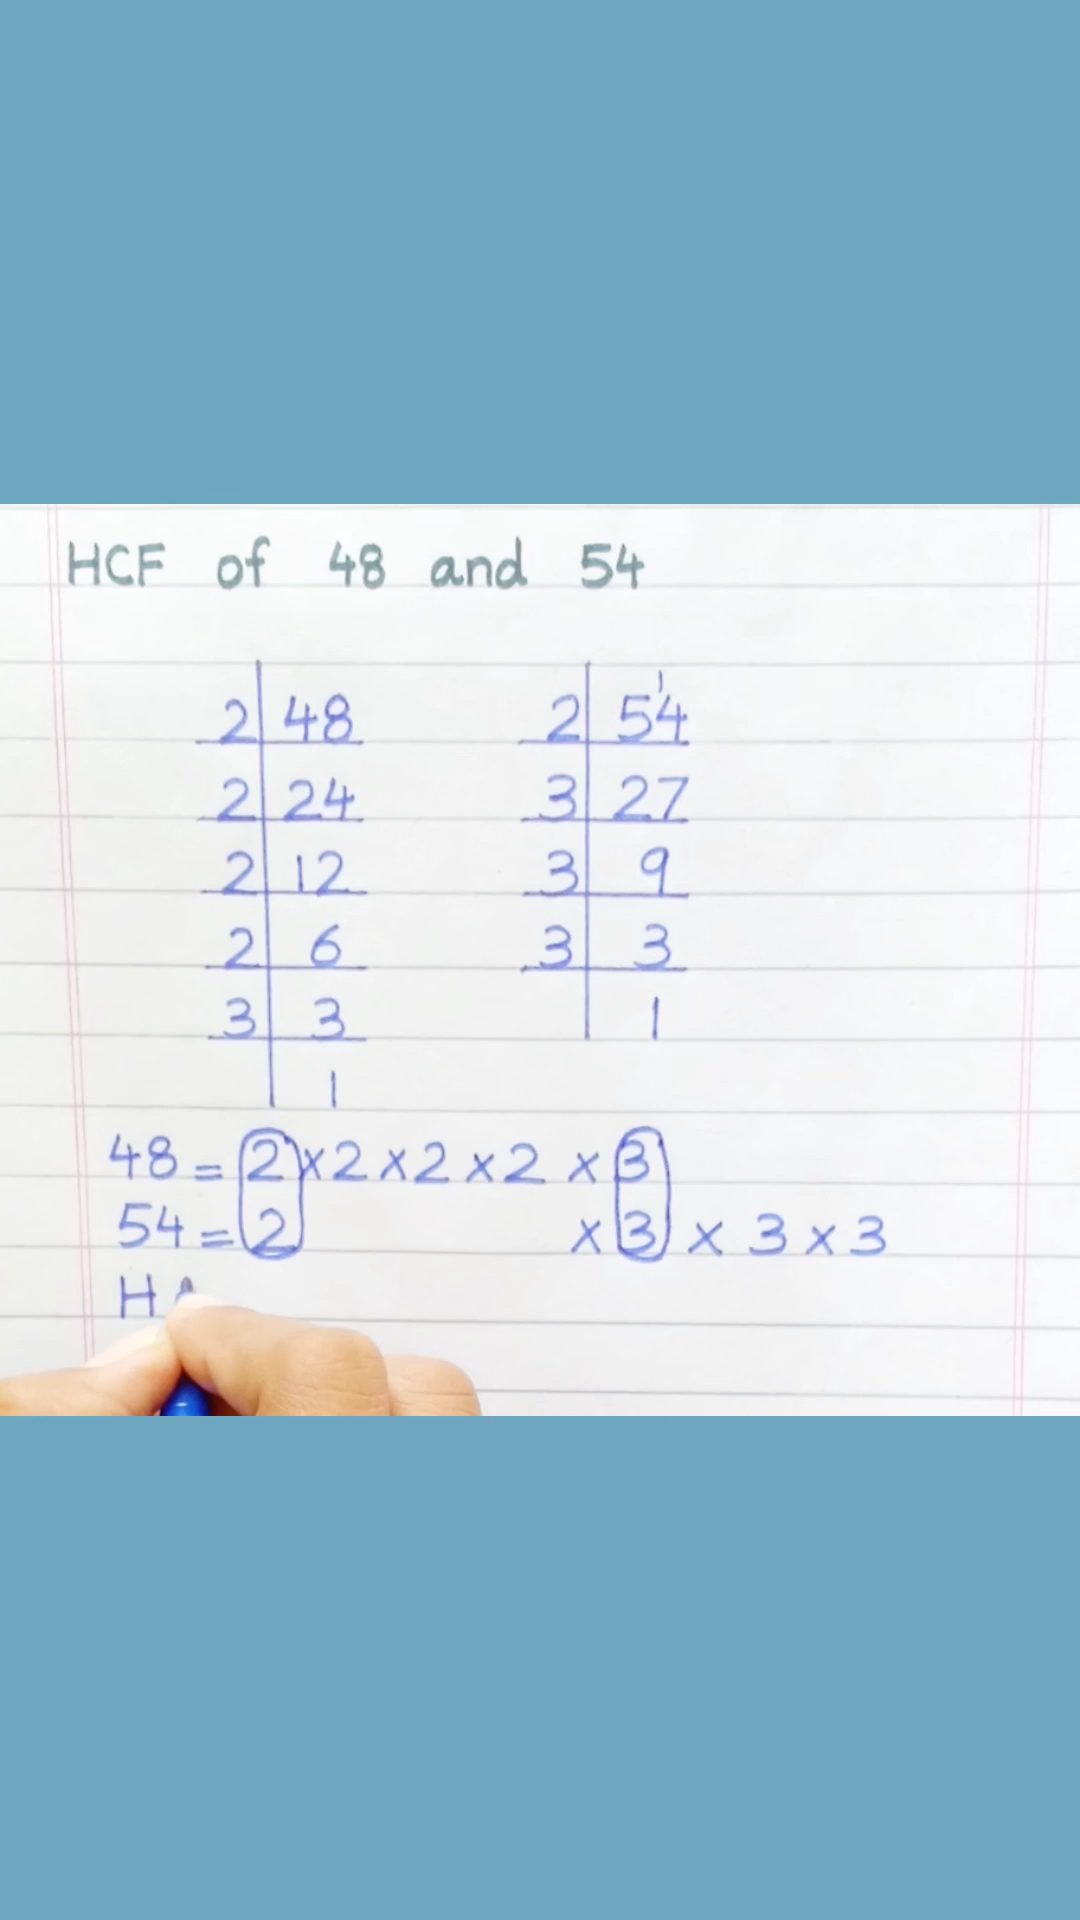 HCF of 48 and 54
2 48 2 54 1
2 24 3 27
2 12 3 9
2 6 3 3
3 3 1
1
48 = 2 × 2 × 2 × 2 × 3
54 = 2 × 3 × 3 × 3
H